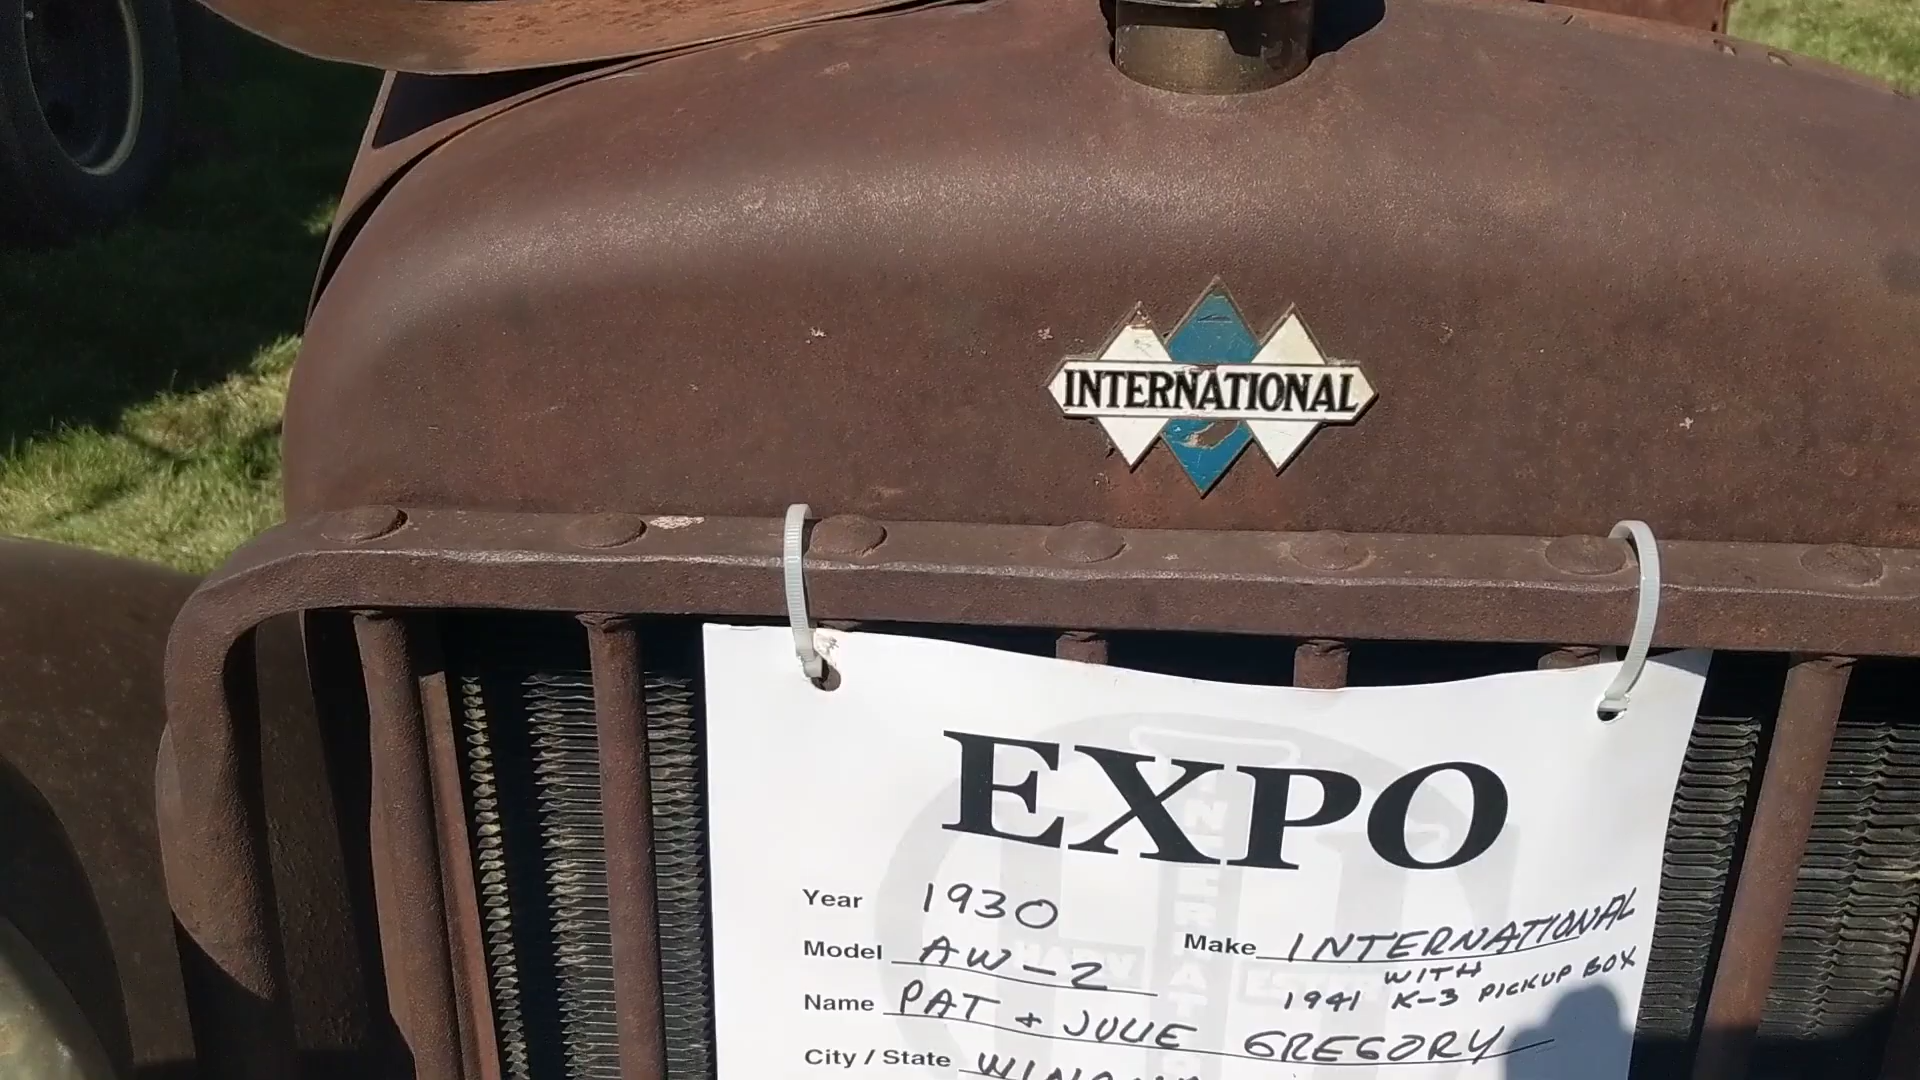 INTERNATIONAL
EXPO
Year 1930
Make INTERNATIONAL
WITH
1941 K-3 PICKUP BOX
Model AW-2
Name PAT + JULIE GREGORY
City / State